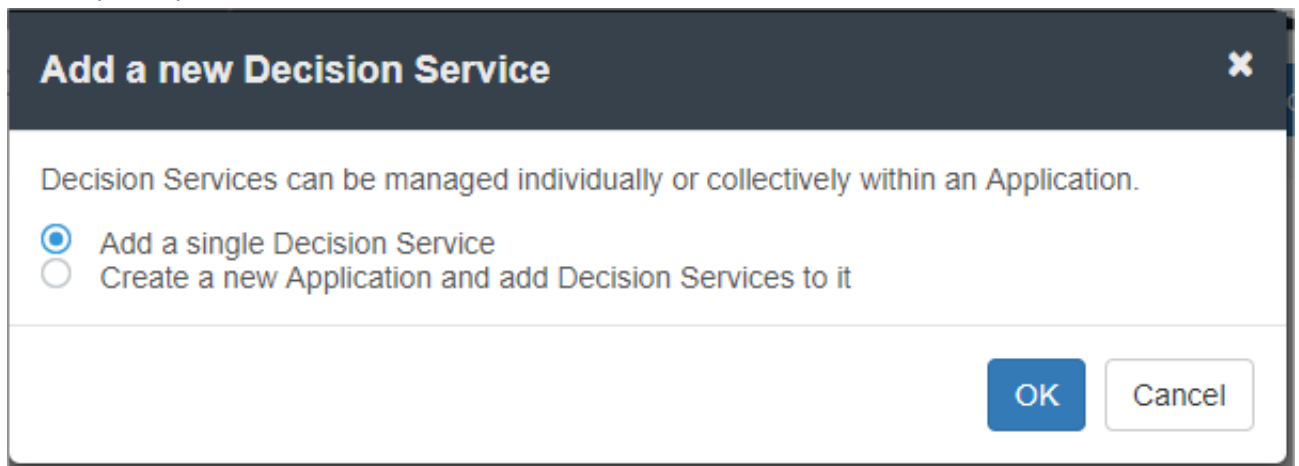 Add a new Decision Service
Decision Services can be managed individually or collectively within an Application.
Add a single Decision Service
Create a new Application and add Decision Services to it
OK Cancel